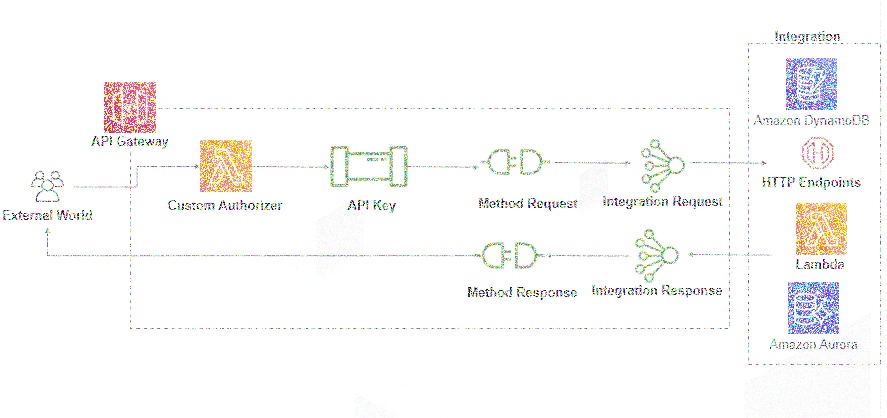 Integration
Amazon DynamoDB
API Gateway
HTTP Endpoints
External World
Custom Authorizer
API Key
Method Request
Integration Request
Lambda
Method Response
Integration Response
Amazon Aurora